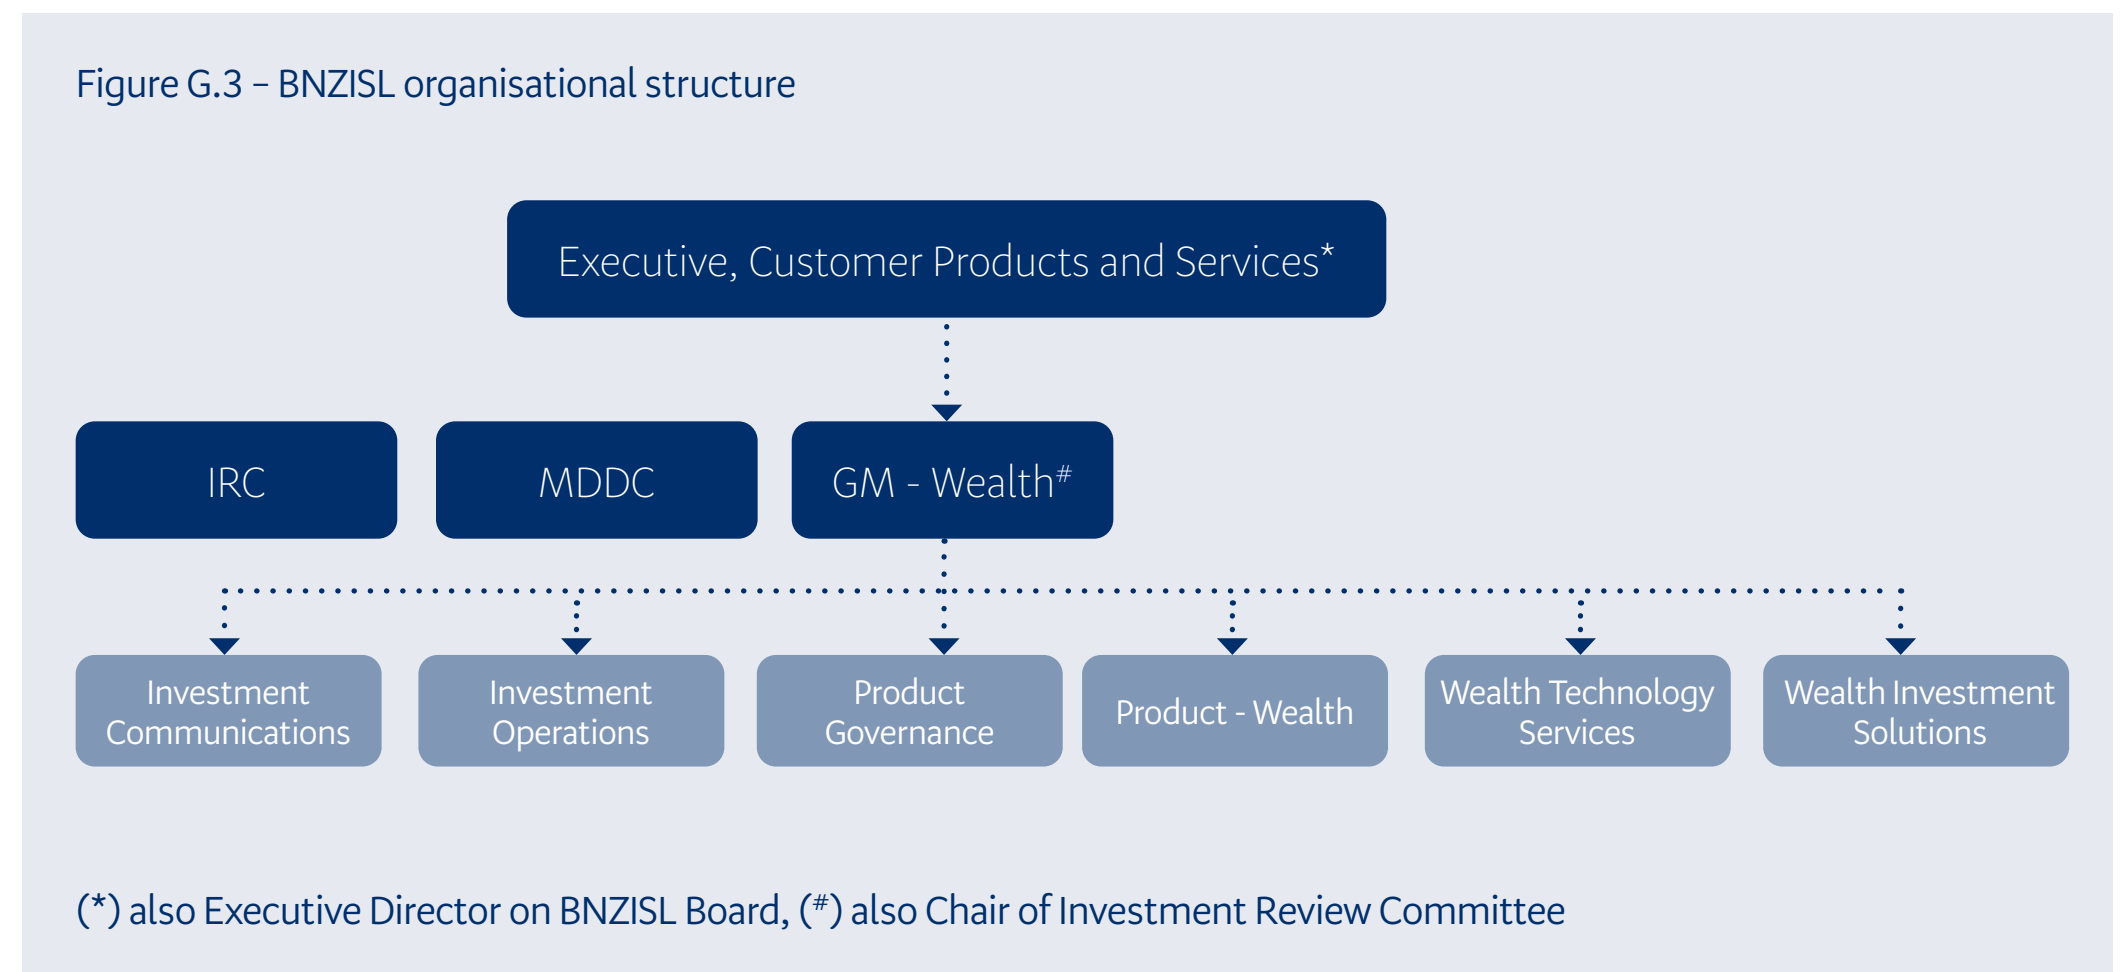 Figure G.3 – BNZISL organisational structure
Executive, Customer Products and Services*
IRC
MDDC
GM - Wealth#
Investment
Communications
Investment
Operations
Product
Governance
Product - Wealth
Wealth Technology
Services
Wealth Investment
Solutions
(*) also Executive Director on BNZISL Board, (#) also Chair of Investment Review Committee